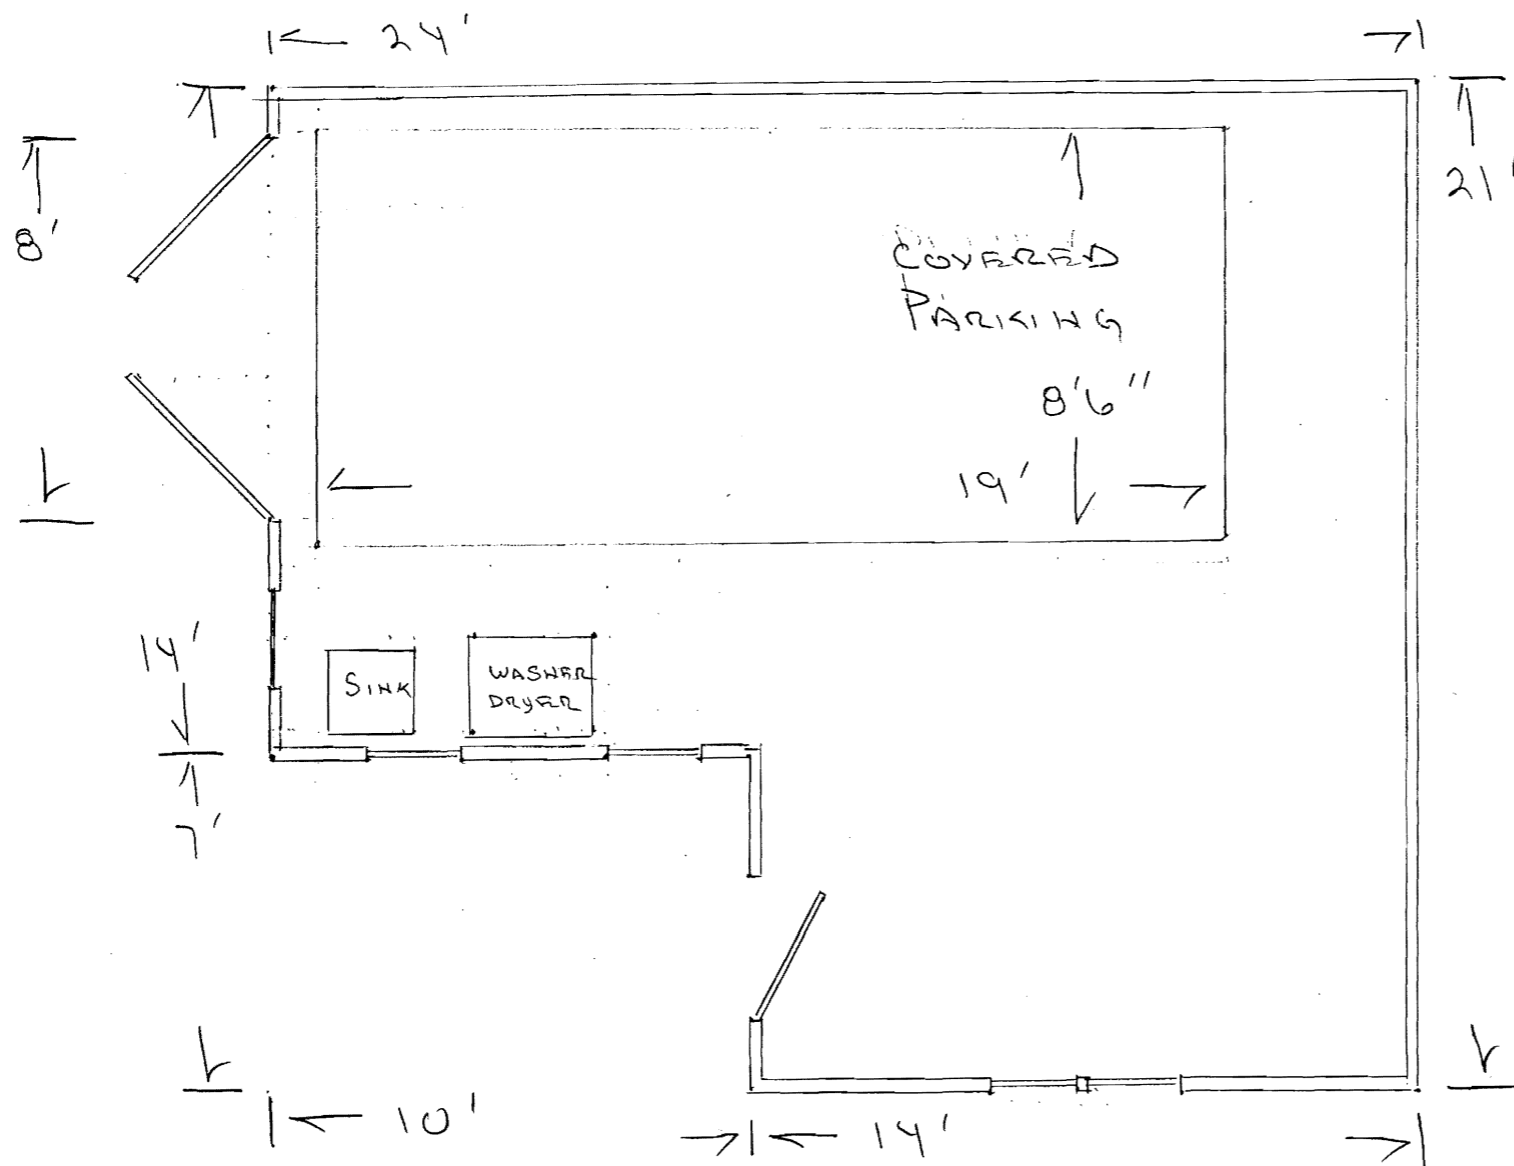 24'
8'
21'
COVERED
PARKING
8'6"
19'
14'
SINK
WASHER
DRYER
7'
10'
14'